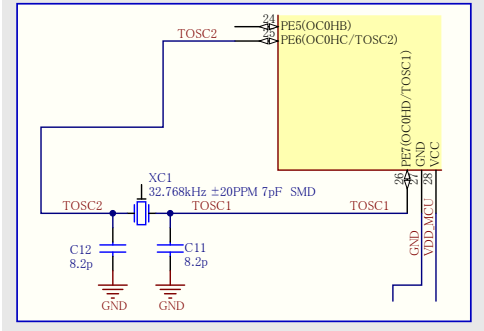 24
PE5(OC0HB)
TOSC2
25
PE6(OC0HC/TOSC2)
PE7(OC0HD/TOSC1)
GND
VCC
26
27
28
XC1
32.768kHz ±20PPM 7pF SMD
TOSC2
TOSC1
TOSC1
GND
VDD_MCU
C12
8.2p
C11
8.2p
GND
GND